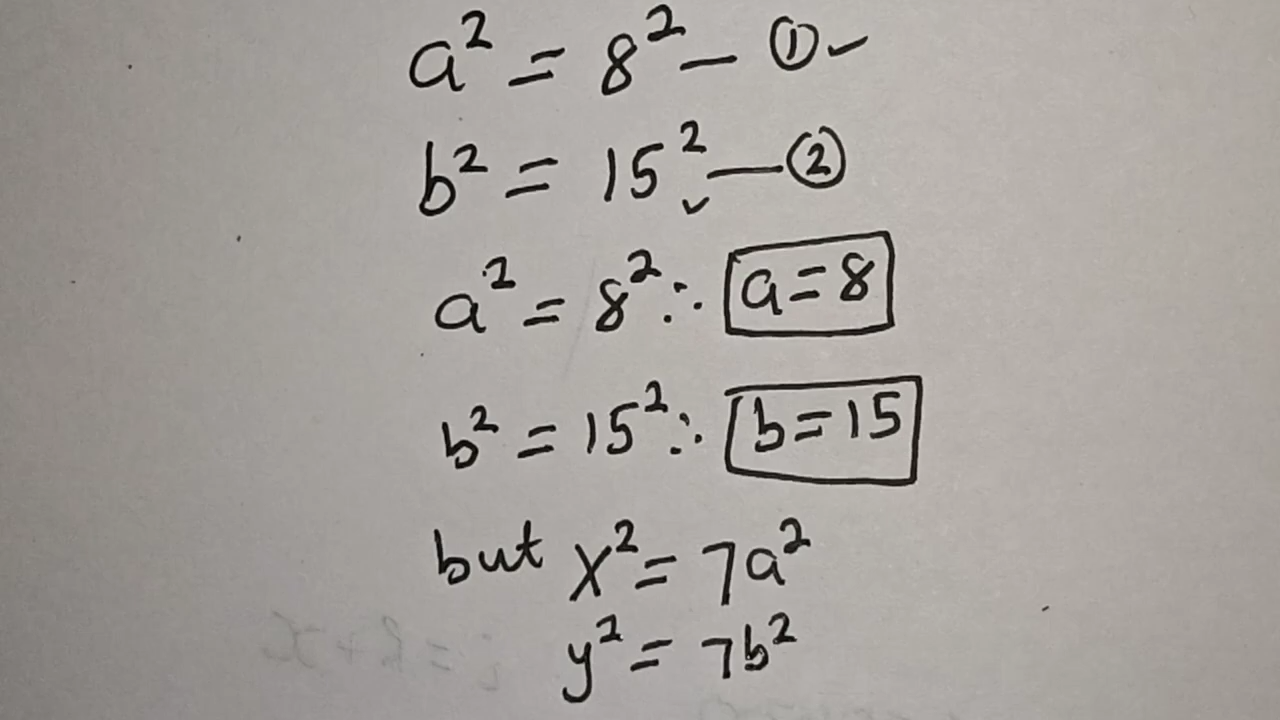 a² = 8² — ①✓
b² = 15² — ②
✓
a² = 8² ∴ a = 8
b² = 15² ∴ b = 15
but x² = 7a²
y² = 7b²